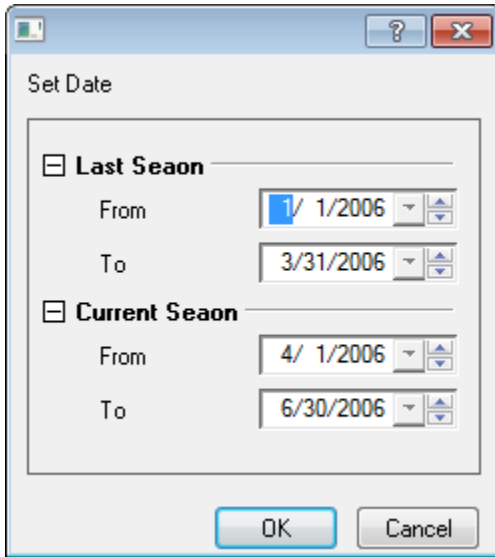 Set Date
Last Seaon
From 1/ 1/2006
To 3/31/2006
Current Seaon
From 4/ 1/2006
To 6/30/2006
OK Cancel